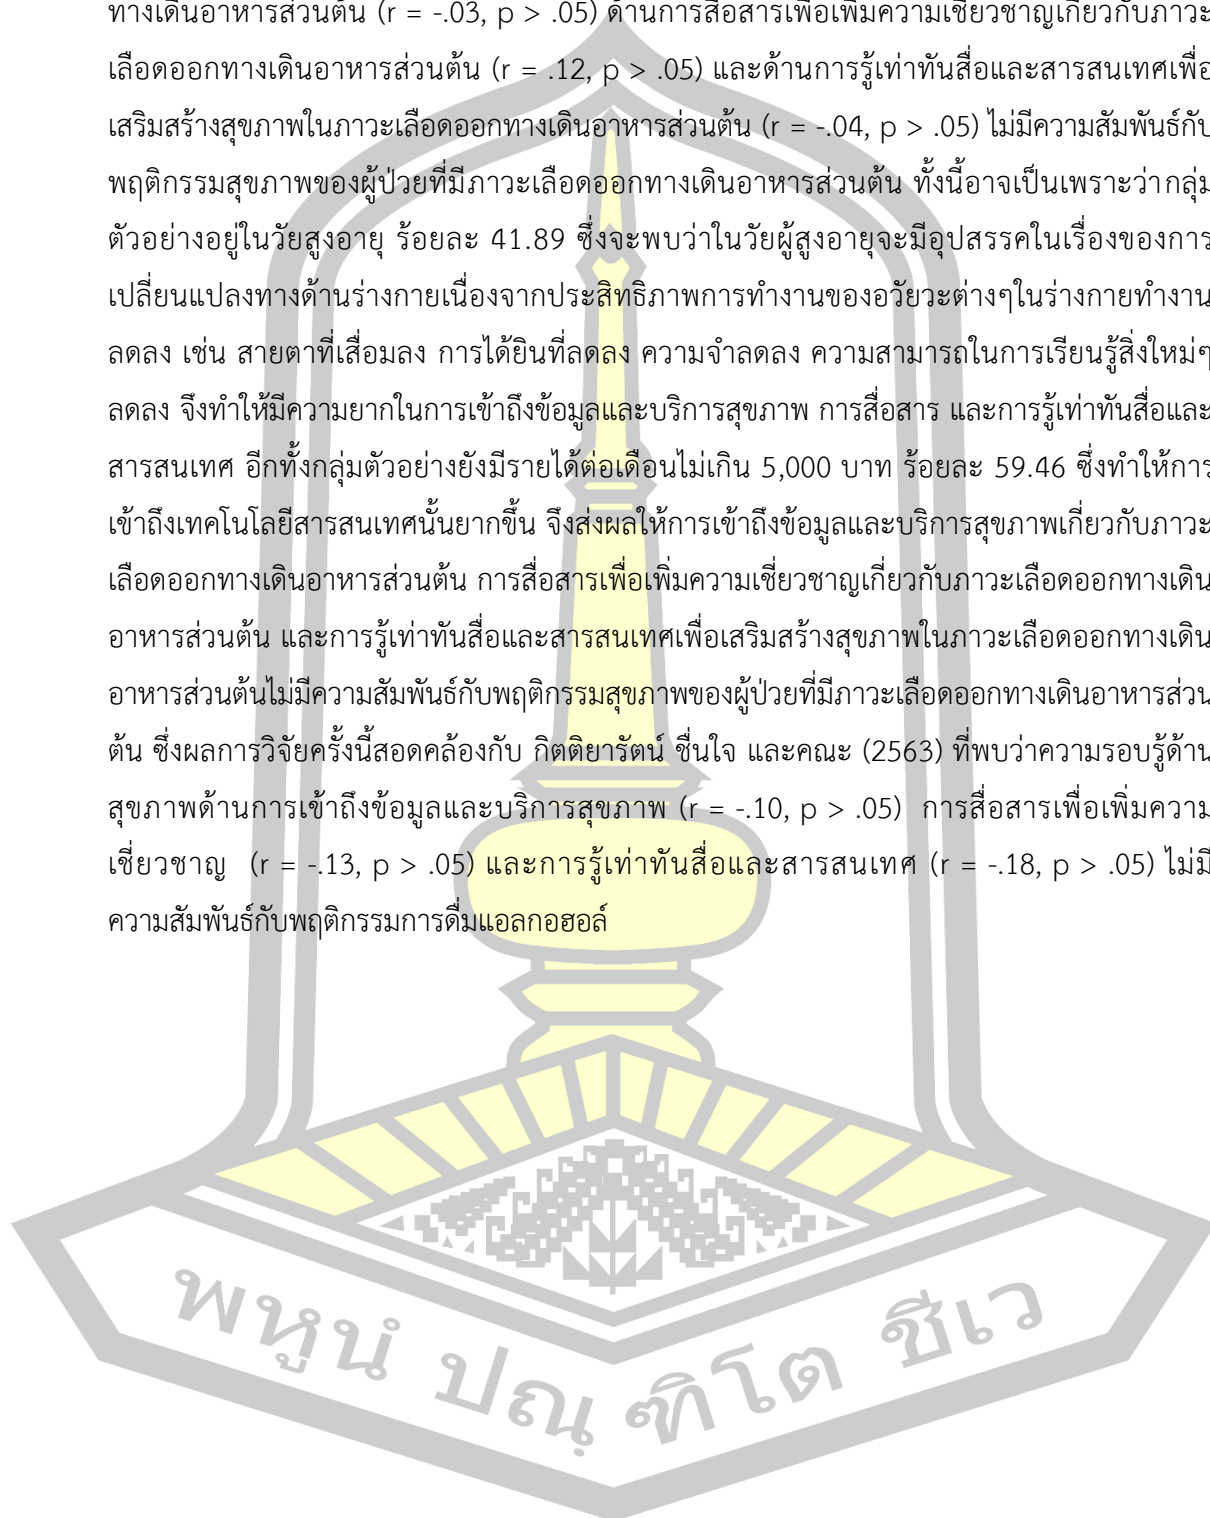 ทางเดินอาหารส่วนต้น (r = -.03, p > .05) ด้านการสื่อสารเพื่อเพิ่มความเชี่ยวชาญเกี่ยวกับภาวะ
เลือดออกทางเดินอาหารส่วนต้น (r = .12, p > .05) และด้านการรู้เท่าทันสื่อและสารสนเทศเพื่อ
เสริมสร้างสุขภาพในภาวะเลือดออกทางเดินอาหารส่วนต้น (r = -.04, p > .05) ไม่มีความสัมพันธ์กับ
พฤติกรรมสุขภาพของผู้ป่วยที่มีภาวะเลือดออกทางเดินอาหารส่วนต้น ทั้งนี้อาจเป็นเพราะว่ากลุ่ม
ตัวอย่างอยู่ในวัยสูงอายุ ร้อยละ 41.89 ซึ่งจะพบว่าในวัยผู้สูงอายุจะมีอุปสรรคในเรื่องของการ
เปลี่ยนแปลงทางด้านร่างกายเนื่องจากประสิทธิภาพการทำงานของอวัยวะต่างๆในร่างกายทำงาน
ลดลง เช่น สายตาที่เสื่อมลง การได้ยินที่ลดลง ความจำลดลง ความสามารถในการเรียนรู้สิ่งใหม่ๆ
ลดลง จึงทำให้มีความยากในการเข้าถึงข้อมูลและบริการสุขภาพ การสื่อสาร และการรู้เท่าทันสื่อและ
สารสนเทศ อีกทั้งกลุ่มตัวอย่างยังมีรายได้ต่อเดือนไม่เกิน 5,000 บาท ร้อยละ 59.46 ซึ่งทำให้การ
เข้าถึงเทคโนโลยีสารสนเทศนั้นยากขึ้น จึงส่งผลให้การเข้าถึงข้อมูลและบริการสุขภาพเกี่ยวกับภาวะ
เลือดออกทางเดินอาหารส่วนต้น การสื่อสารเพื่อเพิ่มความเชี่ยวชาญเกี่ยวกับภาวะเลือดออกทางเดิน
อาหารส่วนต้น และการรู้เท่าทันสื่อและสารสนเทศเพื่อเสริมสร้างสุขภาพในภาวะเลือดออกทางเดิน
อาหารส่วนต้นไม่มีความสัมพันธ์กับพฤติกรรมสุขภาพของผู้ป่วยที่มีภาวะเลือดออกทางเดินอาหารส่วน
ต้น ซึ่งผลการวิจัยครั้งนี้สอดคล้องกับ กิตติยารัตน์ ชื่นใจ และคณะ (2563) ที่พบว่าความรอบรู้ด้าน
สุขภาพด้านการเข้าถึงข้อมูลและบริการสุขภาพ (r = -.10, p > .05) การสื่อสารเพื่อเพิ่มความ
เชี่ยวชาญ (r = -.13, p > .05) และการรู้เท่าทันสื่อและสารสนเทศ (r = -.18, p > .05) ไม่มี
ความสัมพันธ์กับพฤติกรรมการดื่มแอลกอฮอล์
พหูนํ ปณฺฑิโต ชีเว